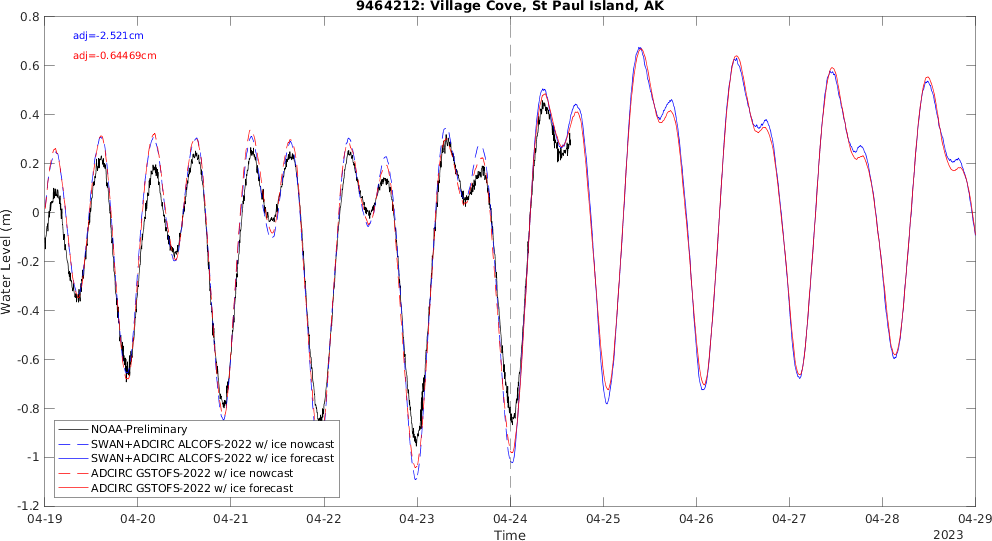 9464212: Village Cove, St Paul Island, AK
adj=-2.521cm
adj=-0.64469cm
Water Level (m)
0.8
0.6
0.4
0.2
0
-0.2
-0.4
-0.6
-0.8
-1
-1.2
NOAA-Preliminary
SWAN+ADCIRC ALCOFS-2022 w/ ice nowcast
SWAN+ADCIRC ALCOFS-2022 w/ ice forecast
ADCIRC GSTOFS-2022 w/ ice nowcast
ADCIRC GSTOFS-2022 w/ ice forecast
04-19 04-20 04-21 04-22 04-23 04-24 04-25 04-26 04-27 04-28 04-29
Time
2023